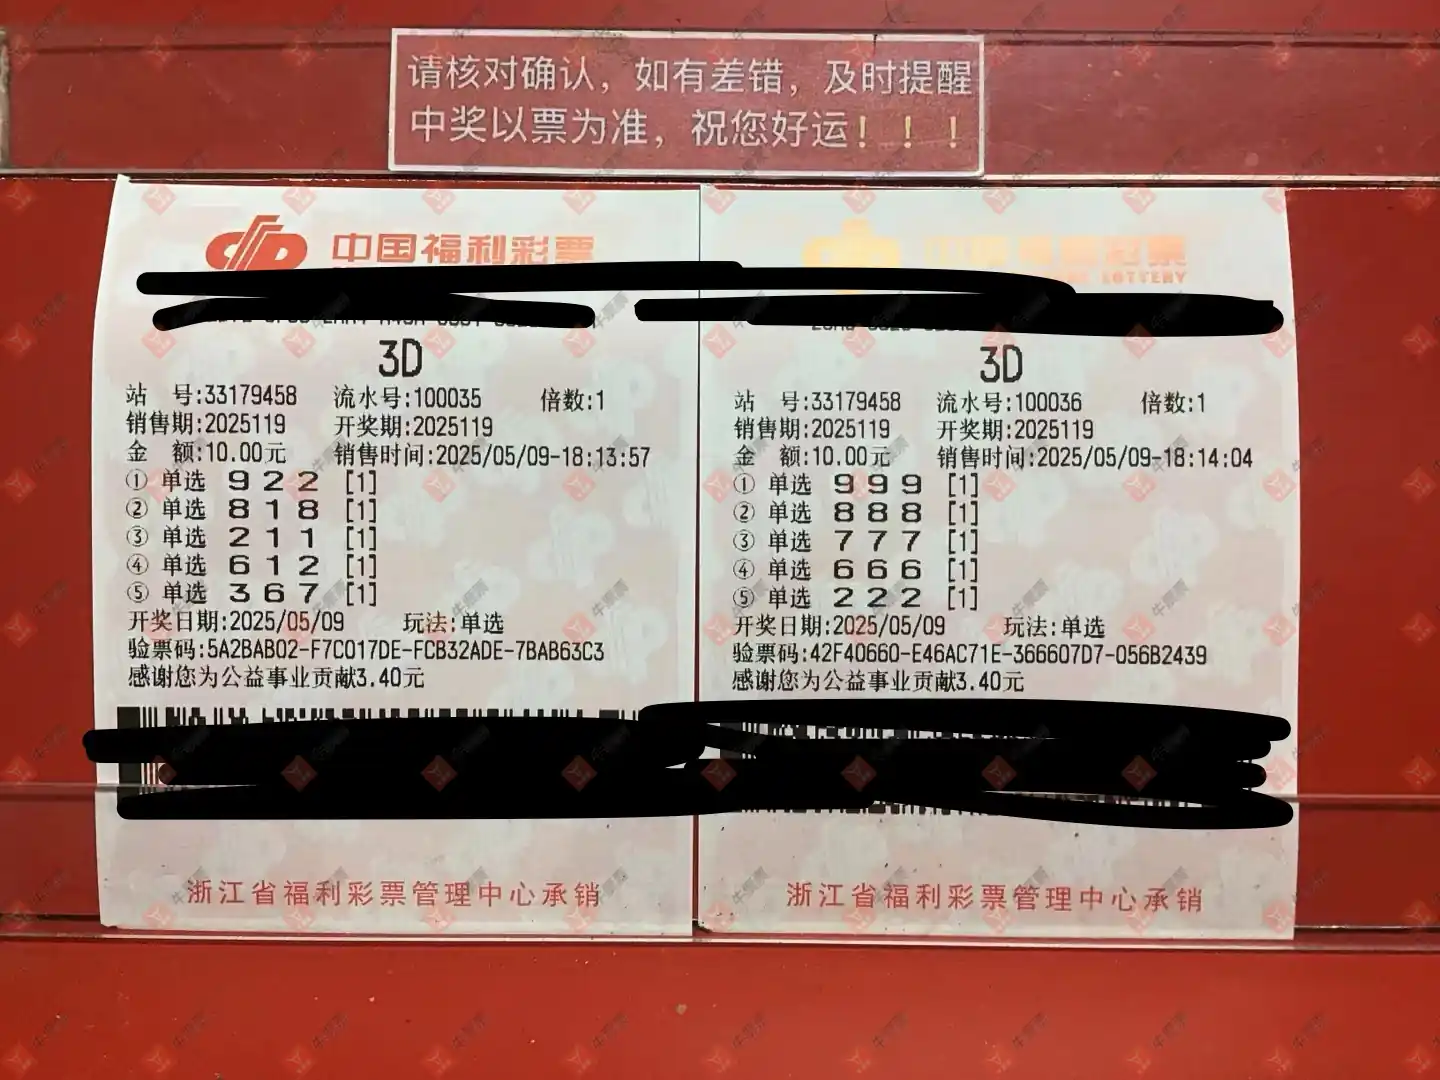 请核对确认，如有差错，及时提醒
中奖以票为准，祝您好运！！！
中国福利彩票
3D
站 号:33179458 流水号:100035 倍数:1
销售期:2025119 开奖期:2025119
金 额:10.00元 销售时间:2025/05/09-18:13:57
① 单选 9 2 2 [1]
② 单选 8 1 8 [1]
③ 单选 2 1 1 [1]
④ 单选 6 1 2 [1]
⑤ 单选 3 6 7 [1]
开奖日期:2025/05/09 玩法:单选
验票码:5A2BAB02-F7C017DE-FCB32ADE-7BAB63C3
感谢您为公益事业贡献3.40元
浙江省福利彩票管理中心承销
中国福利彩票
LOTTERY
3D
站 号:33179458 流水号:100036 倍数:1
销售期:2025119 开奖期:2025119
金 额:10.00元 销售时间:2025/05/09-18:14:04
① 单选 9 9 9 [1]
② 单选 8 8 8 [1]
③ 单选 7 7 7 [1]
④ 单选 6 6 6 [1]
⑤ 单选 2 2 2 [1]
开奖日期:2025/05/09 玩法:单选
验票码:42F40660-E46AC71E-366607D7-056B2439
感谢您为公益事业贡献3.40元
浙江省福利彩票管理中心承销